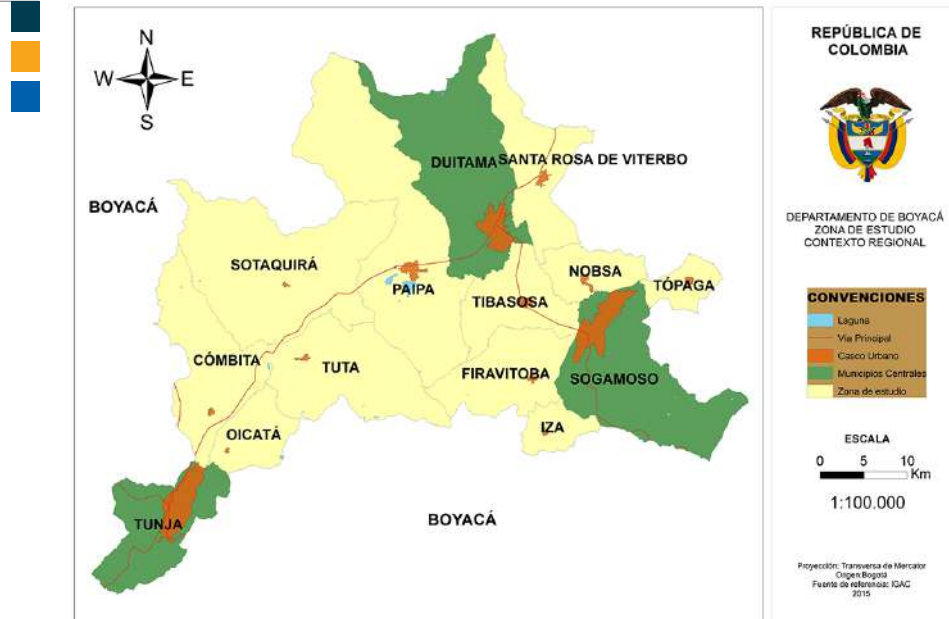 N
W E
S
BOYACÁ
DUITAMA
SANTA ROSA DE VITERBO
SOTAQUIRÁ
PAIPA
NOBSA
TÓPAGA
TIBASOSA
CÓMBITA
TUTA
FIRAVITOBA
SOGAMOSO
OICATÁ
IZA
TUNJA
BOYACÁ
REPÚBLICA DE
COLOMBIA
DEPARTAMENTO DE BOYACÁ
ZONA DE ESTUDIO
CONTEXTO REGIONAL
CONVENCIONES
Laguna
Via Principal
Casco Urbano
Municipios Centrales
Zona de estudio
ESCALA
0 5 10
Km
1:100.000
Proyección: Transversa de Mercator
Origen Bogotá
Fuente de referencia: IGAC
2015